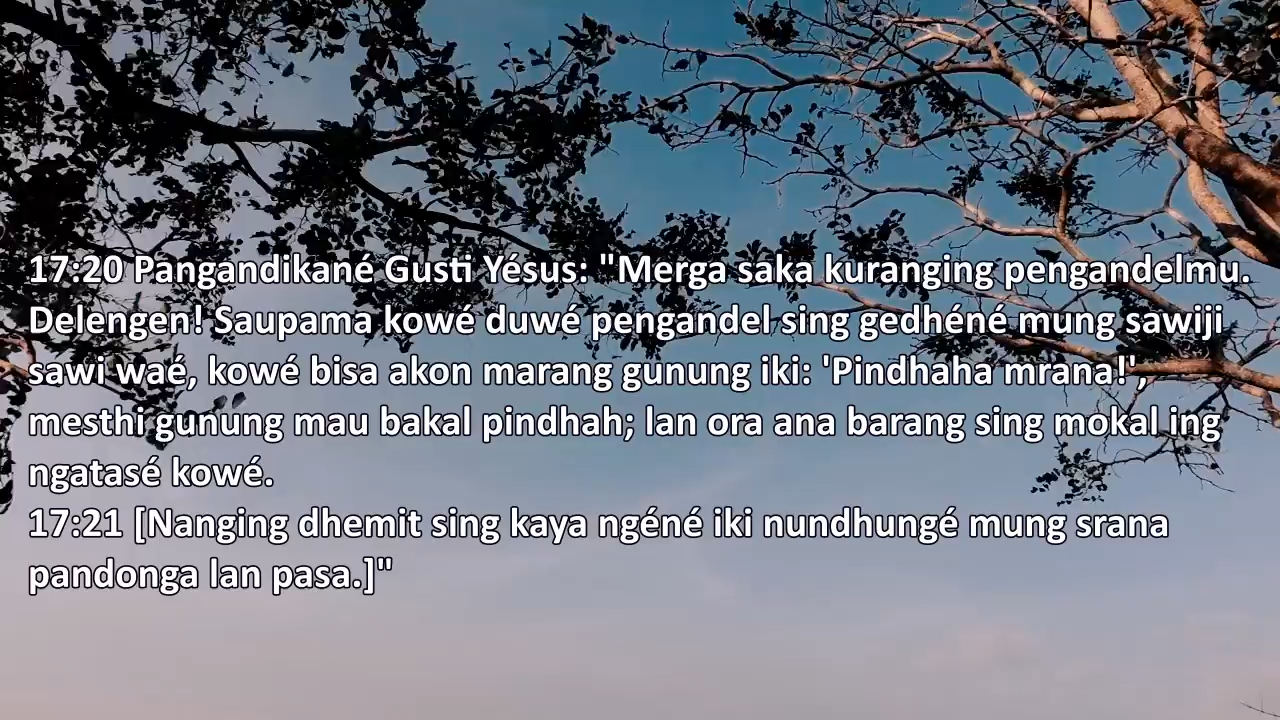 17:20 Pangandikané Gusti Yésus: "Merga saka kuranging pengandelmu.
Delengen! Saupama kowé duwé pengandel sing gedhéné mung sawiji
sawi waé, kowé bisa akon marang gunung iki: 'Pindhaha mrana!',
mesthi gunung mau bakal pindhah; lan ora ana barang sing mokal ing
ngatasé kowé.
17:21 [Nanging dhemit sing kaya ngéné iki nundhungé mung srana
pandonga lan pasa.]"